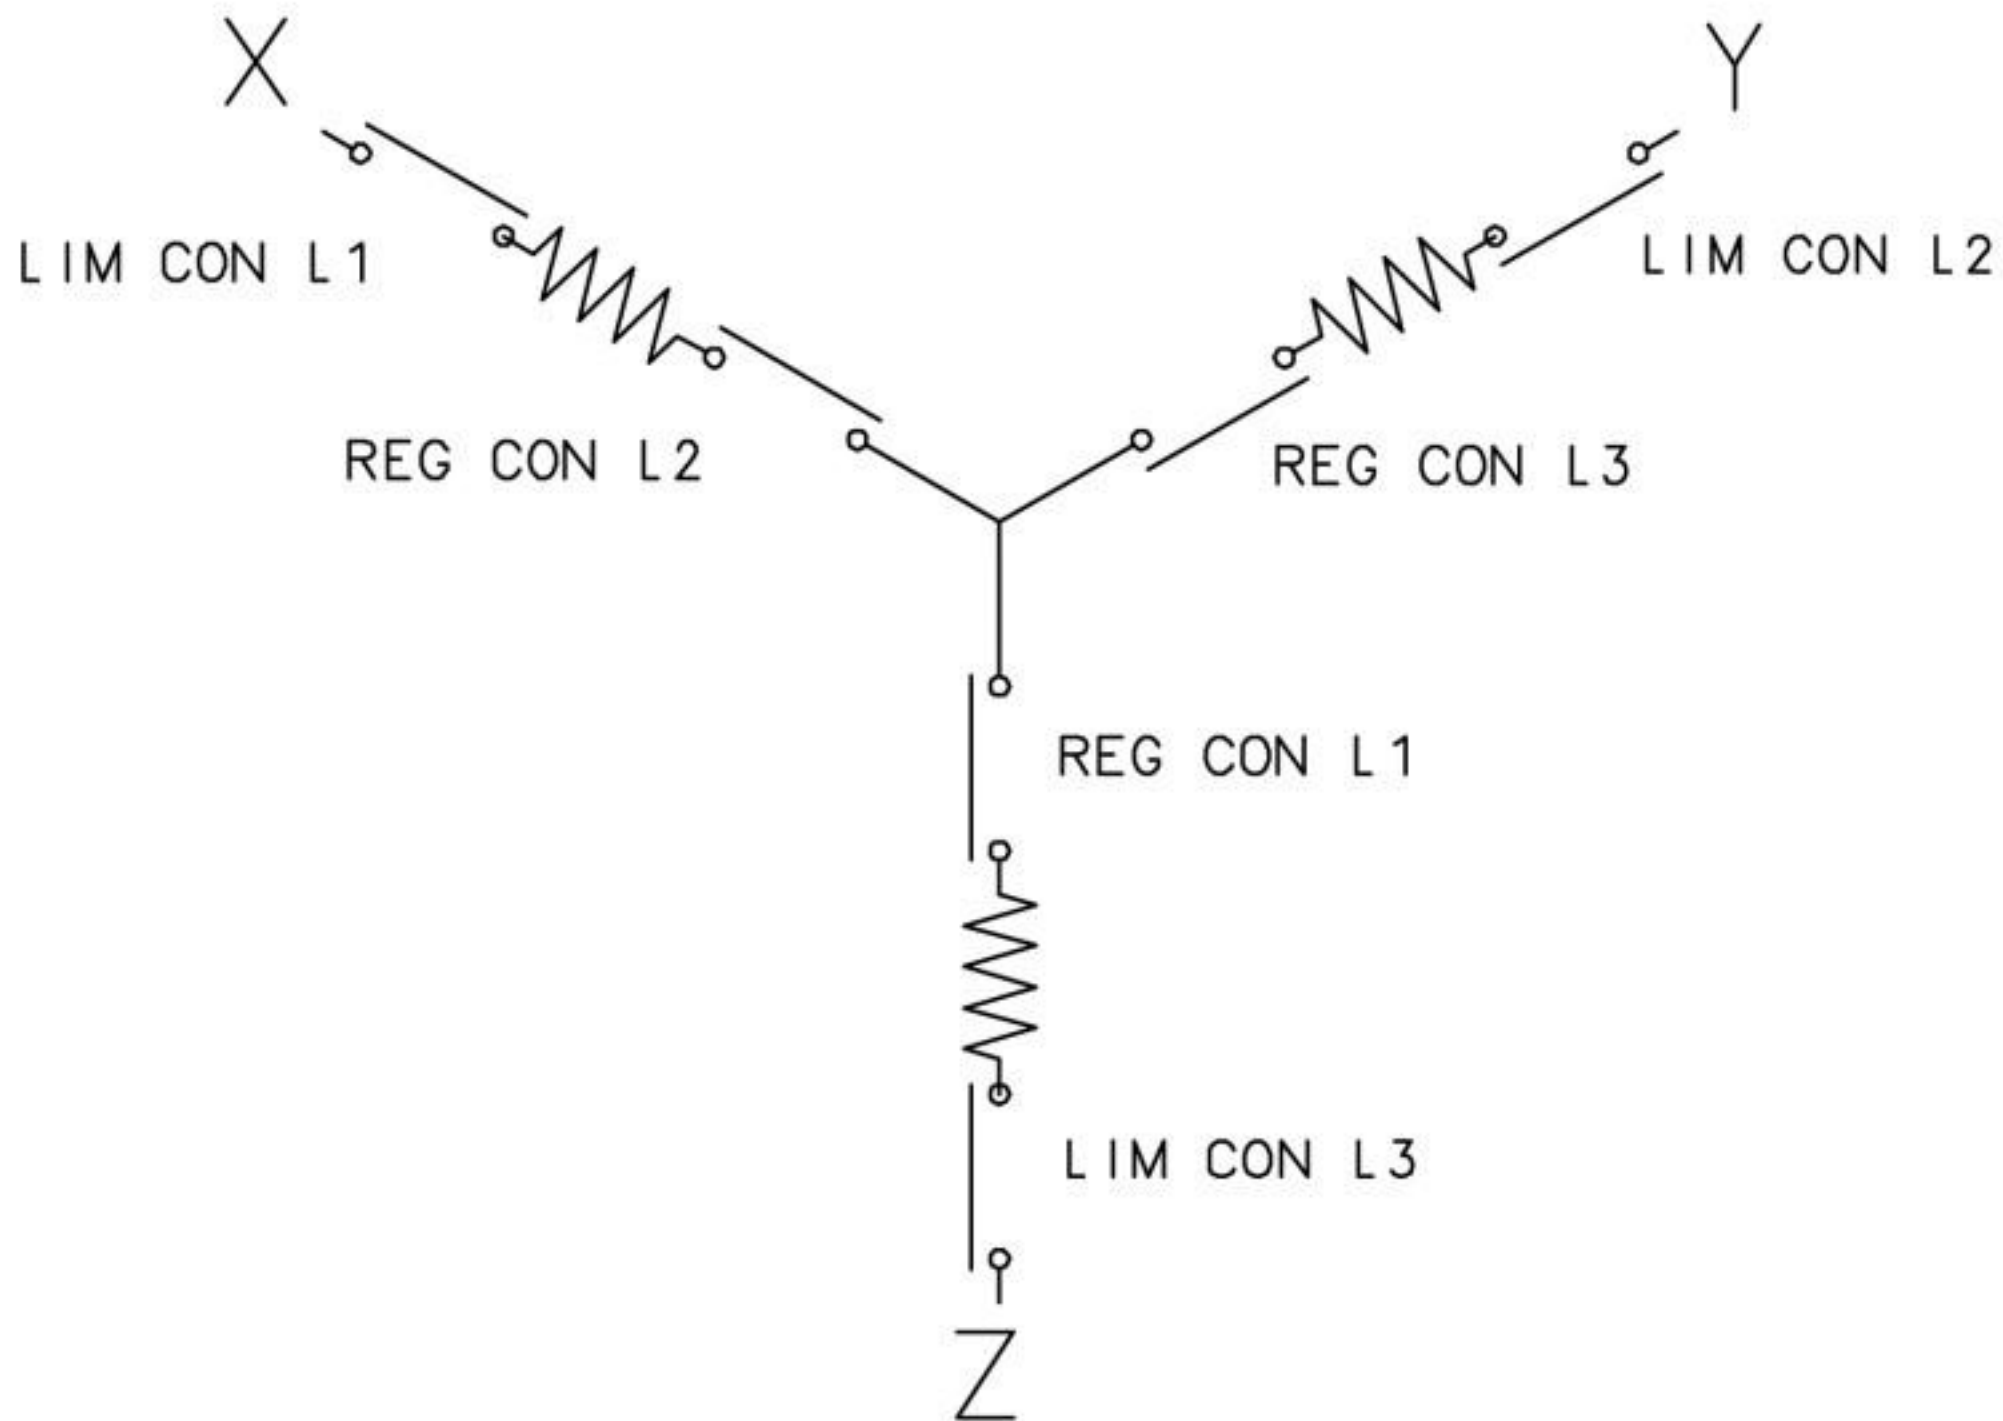 X
Y
LIM CON L1
LIM CON L2
REG CON L2
REG CON L3
REG CON L1
LIM CON L3
Z